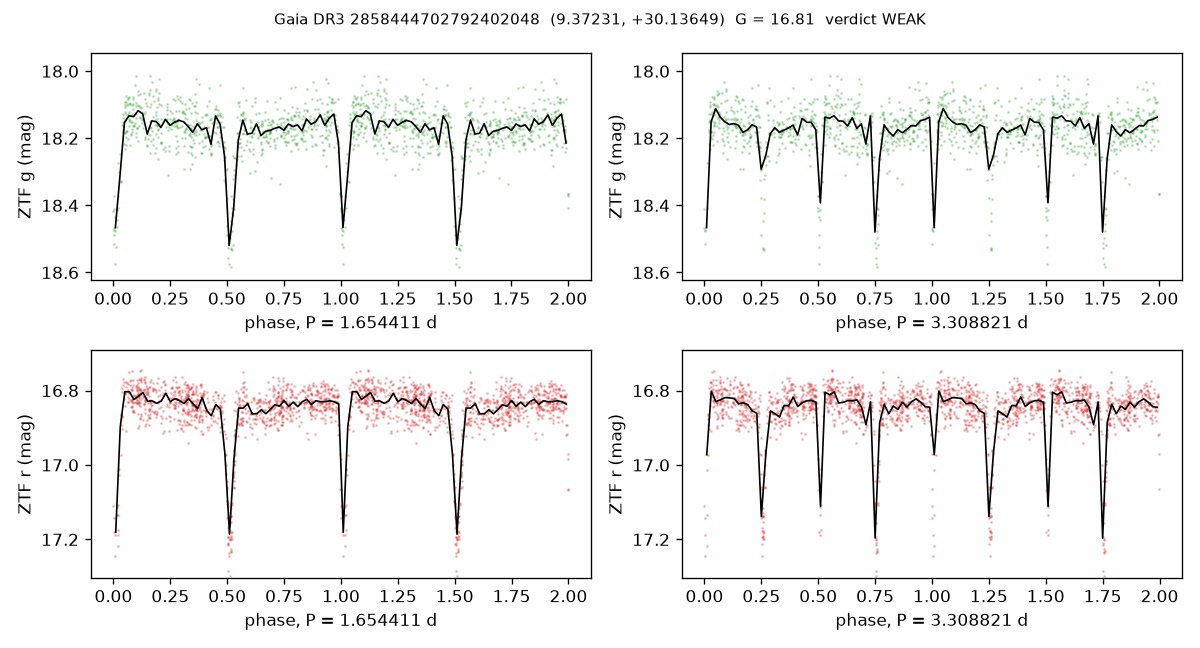 Gaia DR3 2858444702792402048  (9.37231, +30.13649)  G = 16.81  verdict WEAK
ZTF g (mag)
18.0
18.2
18.4
18.6
0.00 0.25 0.50 0.75 1.00 1.25 1.50 1.75 2.00
phase, P = 1.654411 d
ZTF g (mag)
18.0
18.2
18.4
18.6
0.00 0.25 0.50 0.75 1.00 1.25 1.50 1.75 2.00
phase, P = 3.308821 d
ZTF r (mag)
16.8
17.0
17.2
0.00 0.25 0.50 0.75 1.00 1.25 1.50 1.75 2.00
phase, P = 1.654411 d
ZTF r (mag)
16.8
17.0
17.2
0.00 0.25 0.50 0.75 1.00 1.25 1.50 1.75 2.00
phase, P = 3.308821 d